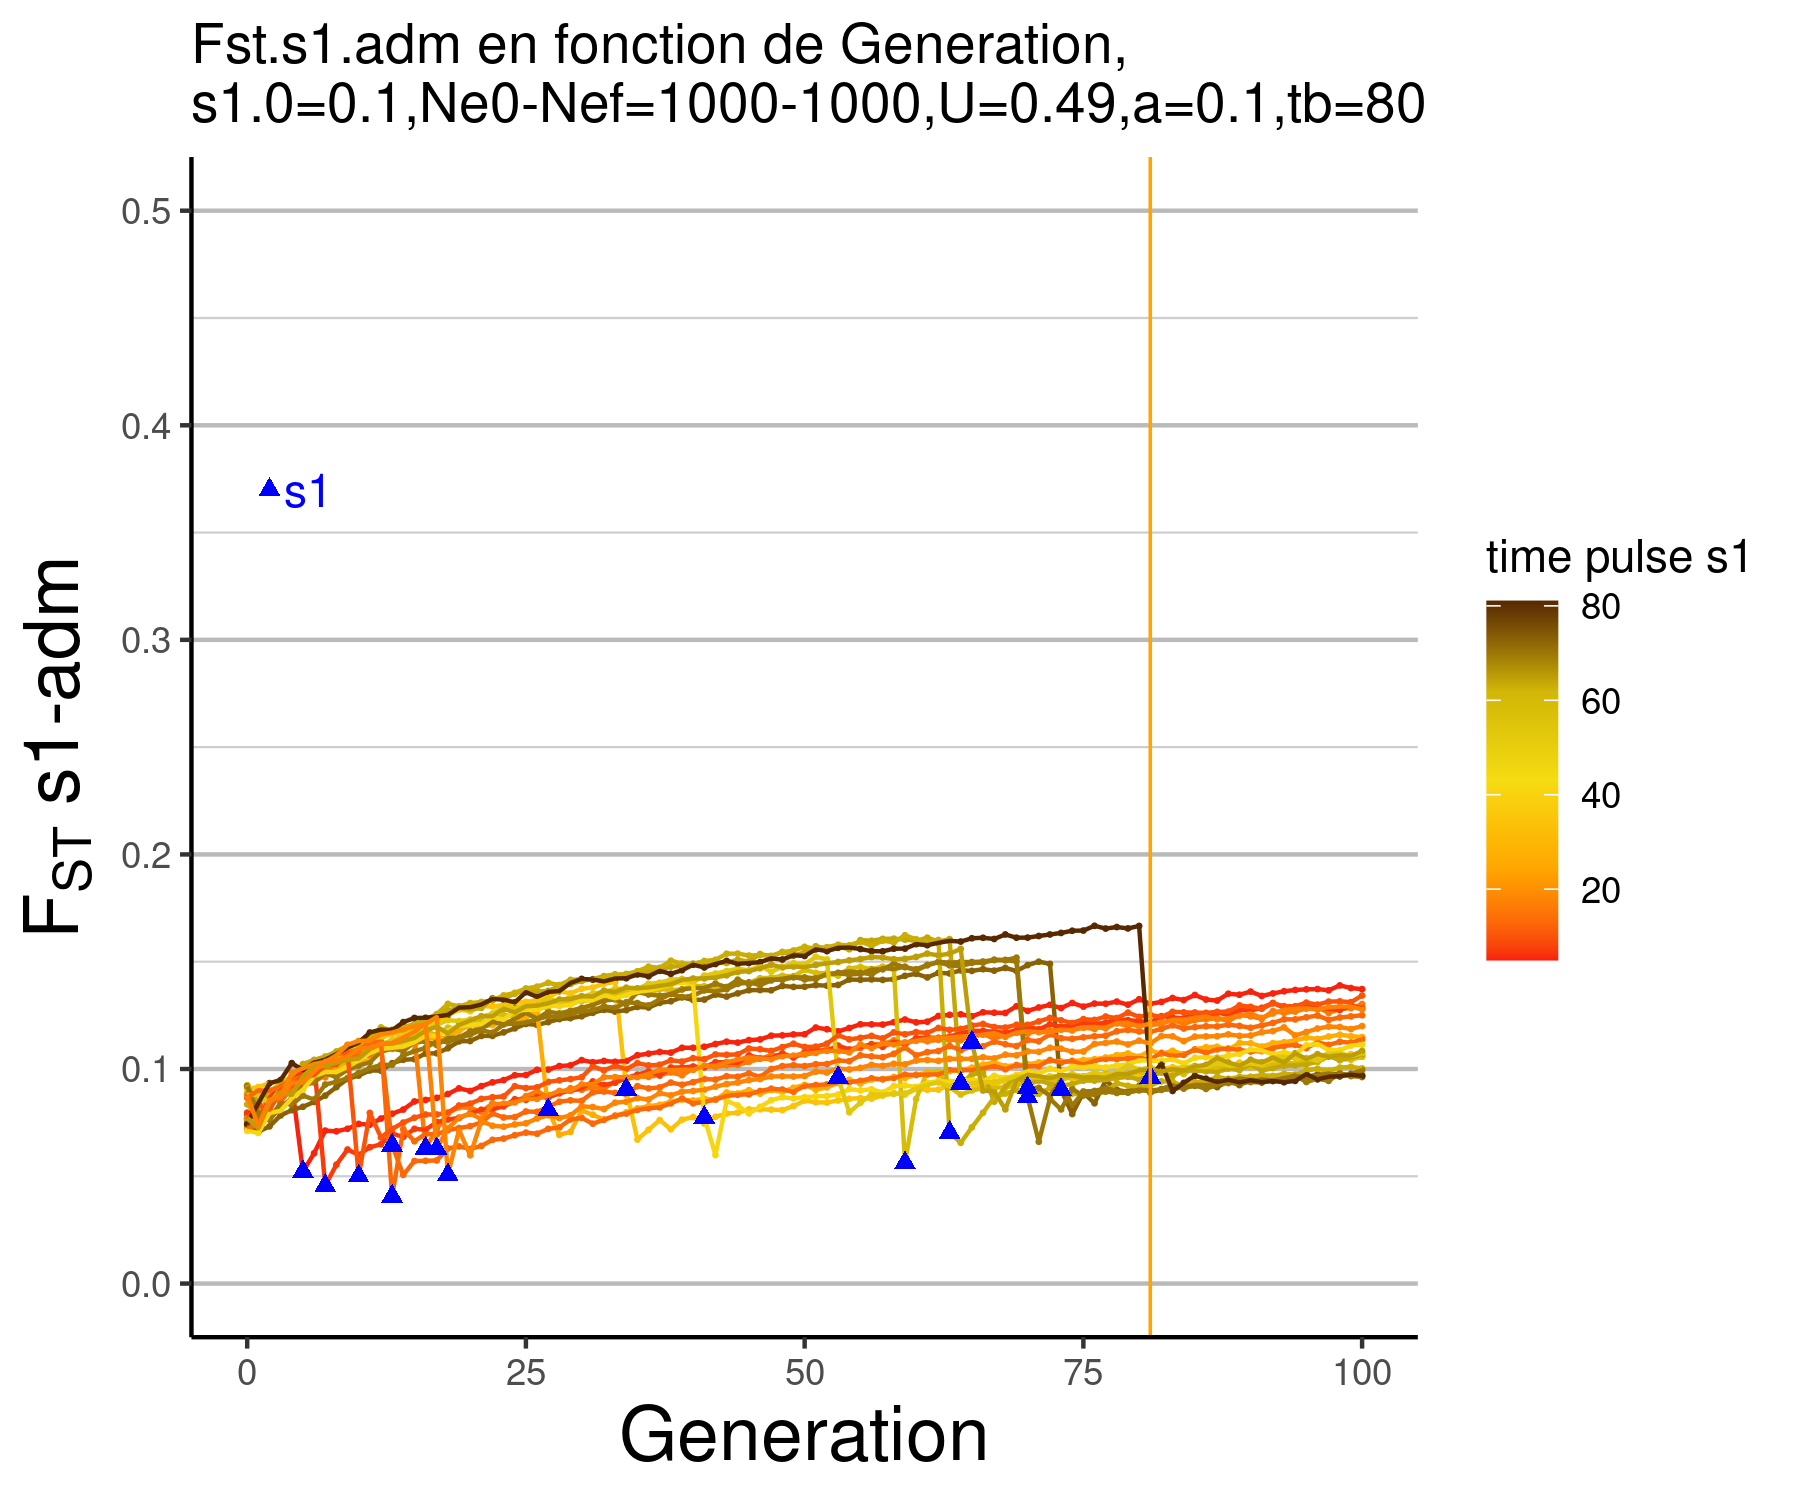 Fst.s1.adm en fonction de Generation,
s1.0=0.1,Ne0-Nef=1000-1000,U=0.49,a=0.1,tb=80
0.5
0.4
0.3
0.2
0.1
0.0
FST s1-adm
s1
0
25
50
75
100
Generation
time pulse s1
80
60
40
20